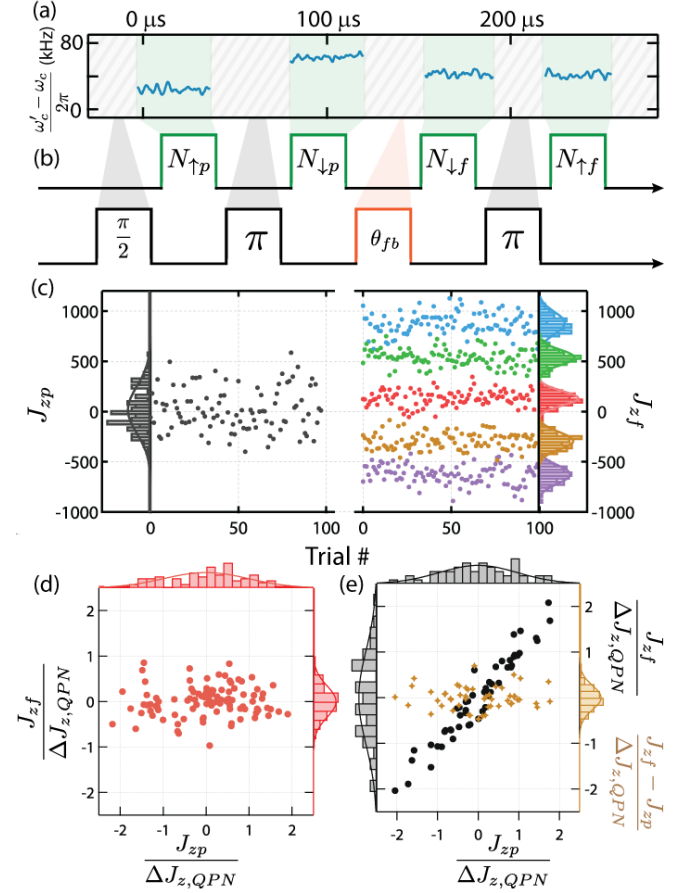 (a)
0 μs 100 μs 200 μs
ω′c − ωc / 2π (kHz)
80
0
(b)
N↑p N↓p N↓f N↑f
π/2 π θfb π
(c)
Jzp
1000
500
0
-500
-1000
0 50 100 0 50 100
1000
500
0
-500
-1000
Jzf
Trial #
(d)
Jzf / ΔJz,QPN
2
1
0
-1
-2
-2 -1 0 1 2
Jzp / ΔJz,QPN
(e)
2
1
0
-1
-2
-2 -1 0 1 2
Jzp / ΔJz,QPN
Jzf / ΔJz,QPN
Jzf − Jzp / ΔJz,QPN